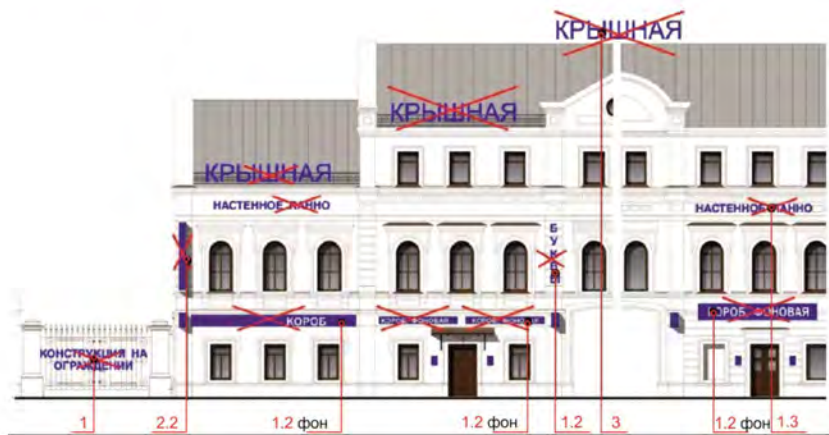 КРЫШНАЯ
КРЫШНАЯ
КРЫШНАЯ
НАСТЕННОЕ ПАННО
НАСТЕННОЕ ПАННО
БУКВЫ
КОРОБ
КОРОБ ФОНОВАЯ
КОРОБ ФОНОВАЯ
КОРОБ ФОНОВАЯ
КОНСТРУКЦИЯ НА
ОГРАЖДЕНИИ
1
2.2
1.2 фон
1.2 фон
1.2
3
1.2 фон
1.3